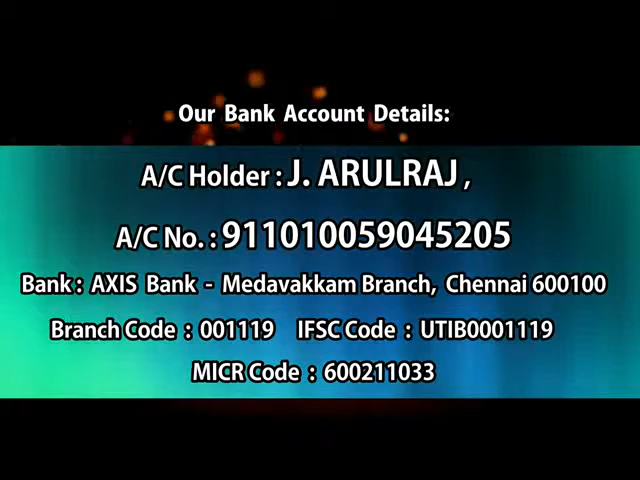 Our Bank Account Details:
A/C Holder : J. ARULRAJ ,
A/C No. : 911010059045205
Bank : AXIS Bank - Medavakkam Branch, Chennai 600100
Branch Code : 001119 IFSC Code : UTIB0001119
MICR Code : 600211033